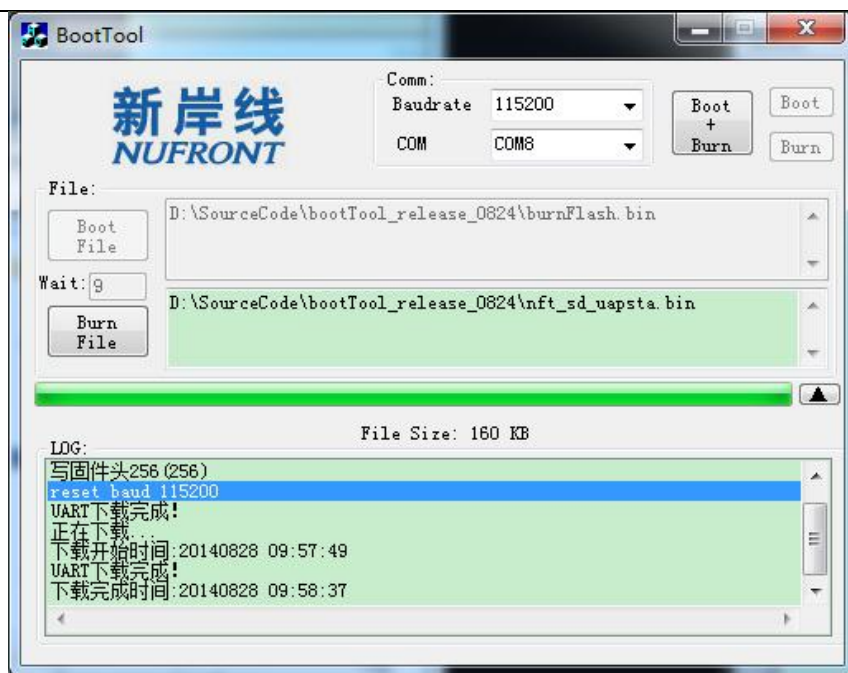 BootTool
新岸线
NUFRONT
Comm:
Baudrate 115200
COM COM8
Boot
+
Burn
Boot
Burn
File:
Boot
File
D:\SourceCode\bootTool_release_0824\burnFlash.bin
Wait: 9
Burn
File
D:\SourceCode\bootTool_release_0824\nft_sd_uapsta.bin
File Size: 160 KB
LOG:
写固件头256(256)
reset baud 115200
UART下载完成!
正在下载...
下载开始时间:20140828 09:57:49
UART下载完成!
下载完成时间:20140828 09:58:37